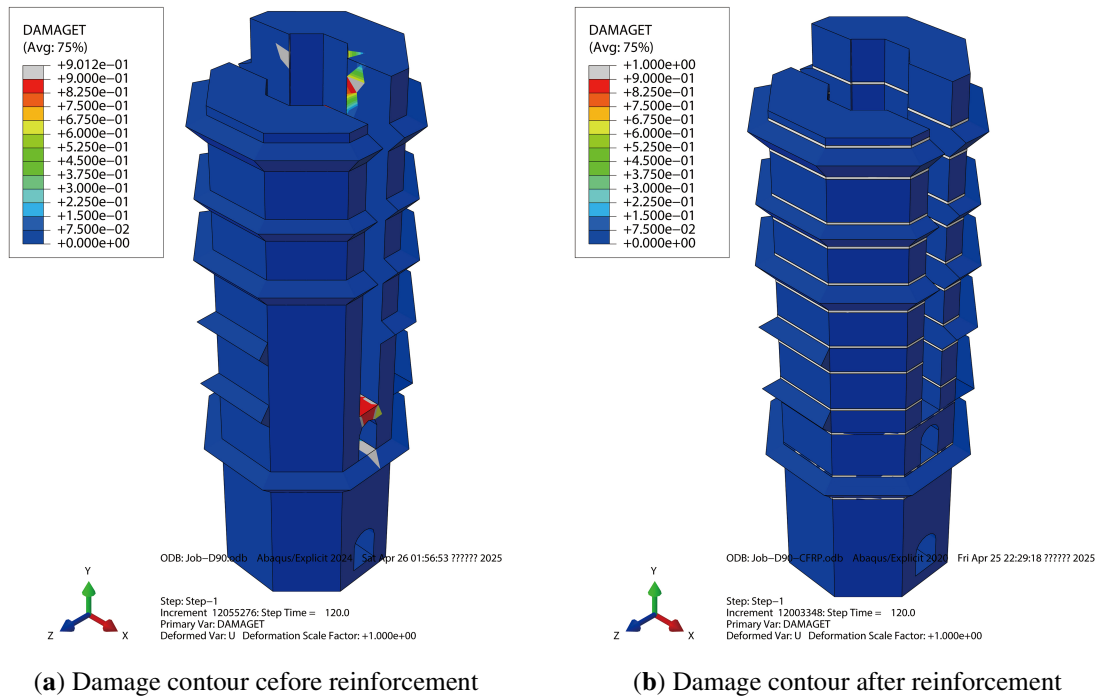 DAMAGET
(Avg: 75%)
+9.012e−01
+9.000e−01
+8.250e−01
+7.500e−01
+6.750e−01
+6.000e−01
+5.250e−01
+4.500e−01
+3.750e−01
+3.000e−01
+2.250e−01
+1.500e−01
+7.500e−02
+0.000e+00
ODB: Job−D90.odb Abaqus/Explicit 2024 Sat Apr 26 01:56:53 ?????? 2025
Y
Z
X
Step: Step−1
Increment 12055276: Step Time = 120.0
Primary Var: DAMAGET
Deformed Var: U Deformation Scale Factor: +1.000e+00
(a) Damage contour cefore reinforcement
DAMAGET
(Avg: 75%)
+1.000e+00
+9.000e−01
+8.250e−01
+7.500e−01
+6.750e−01
+6.000e−01
+5.250e−01
+4.500e−01
+3.750e−01
+3.000e−01
+2.250e−01
+1.500e−01
+7.500e−02
+0.000e+00
ODB: Job−D90−CFRP.odb Abaqus/Explicit 2020 Fri Apr 25 22:29:18 ?????? 2025
Y
Z
X
Step: Step−1
Increment 12003348: Step Time = 120.0
Primary Var: DAMAGET
Deformed Var: U Deformation Scale Factor: +1.000e+00
(b) Damage contour after reinforcement